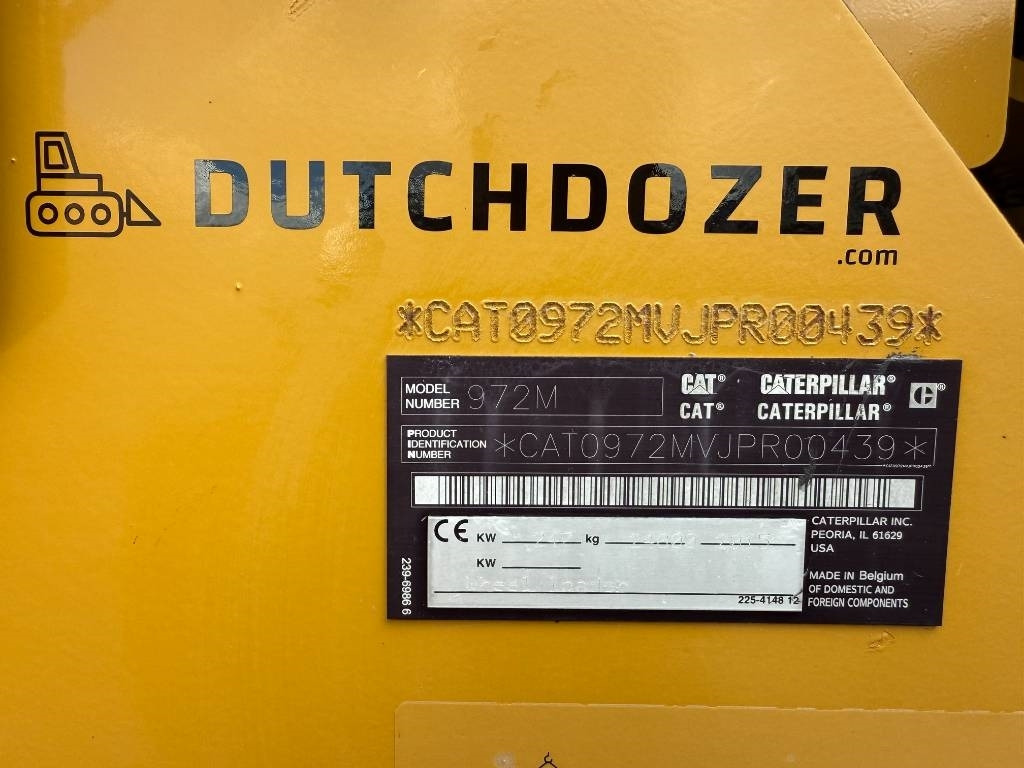 DUTCHDOZER
.com
*CAT0972MVJPR00439*
MODEL NUMBER 972M
CAT® CATERPILLAR®
CAT® CATERPILLAR®
PRODUCT IDENTIFICATION NUMBER *CAT0972MVJPR00439*
CATERPILLAR INC.
PEORIA, IL 61629
USA
CE KW kg
KW
Wheel Loader
225-4148 12
MADE IN Belgium
OF DOMESTIC AND
FOREIGN COMPONENTS
239-6986 6